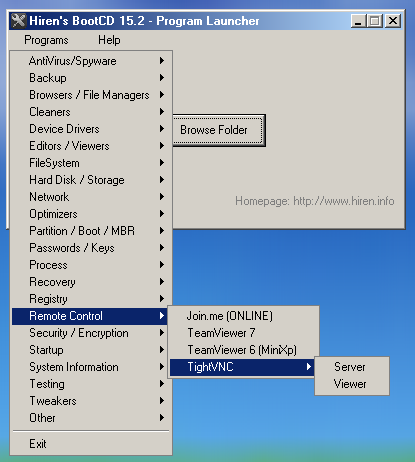 Hiren's BootCD 15.2 - Program Launcher
Programs Help
AntiVirus/Spyware
Backup
Browsers / File Managers
Cleaners
Device Drivers
Browse Folder
Editors / Viewers
FileSystem
Hard Disk / Storage
Network
Homepage: http://www.hiren.info
Optimizers
Partition / Boot / MBR
Passwords / Keys
Process
Recovery
Registry
Remote Control
Join.me (ONLINE)
Security / Encryption
TeamViewer 7
Startup
TeamViewer 6 (MiniXp)
System Information
TightVNC
Server
Testing
Viewer
Tweakers
Other
Exit